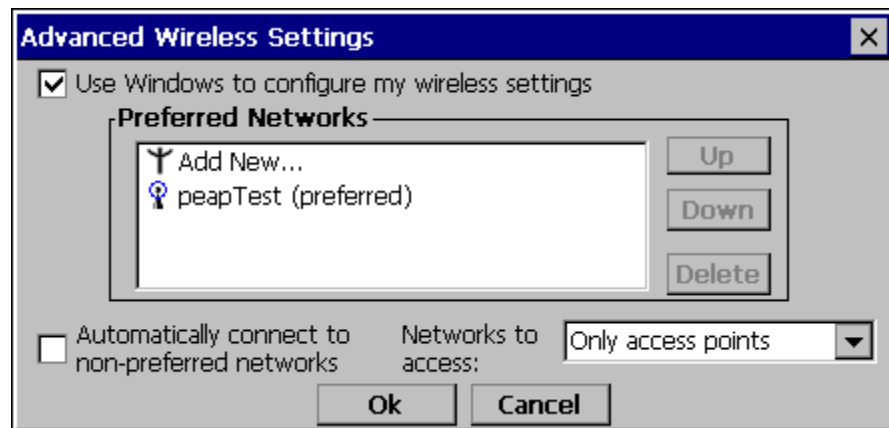 Advanced Wireless Settings
Use Windows to configure my wireless settings
Preferred Networks
Add New...
peapTest (preferred)
Up
Down
Delete
Automatically connect to
non-preferred networks
Networks to
access:
Only access points
Ok
Cancel